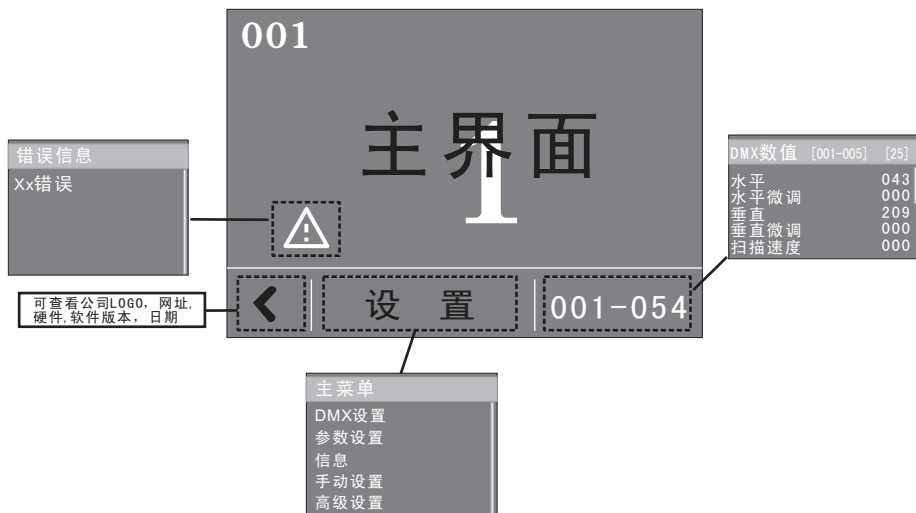 001
主界面
1
错误信息
Xx错误
DMX数值 [001-005] [25]
水平 043
水平微调 000
垂直 209
垂直微调 000
扫描速度 000
可查看公司LOGO, 网址,
硬件,软件版本, 日期
设 置
001-054
主菜单
DMX设置
参数设置
信息
手动设置
高级设置